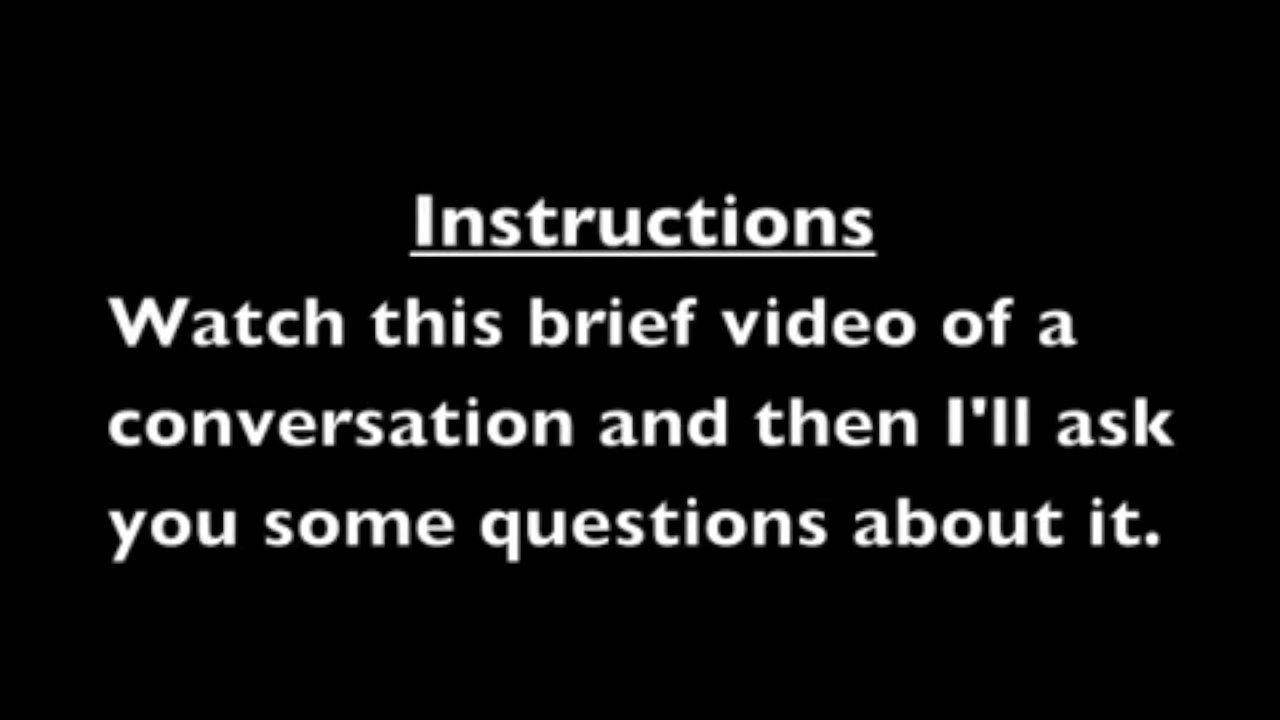 Instructions
Watch this brief video of a
conversation and then I'll ask
you some questions about it.